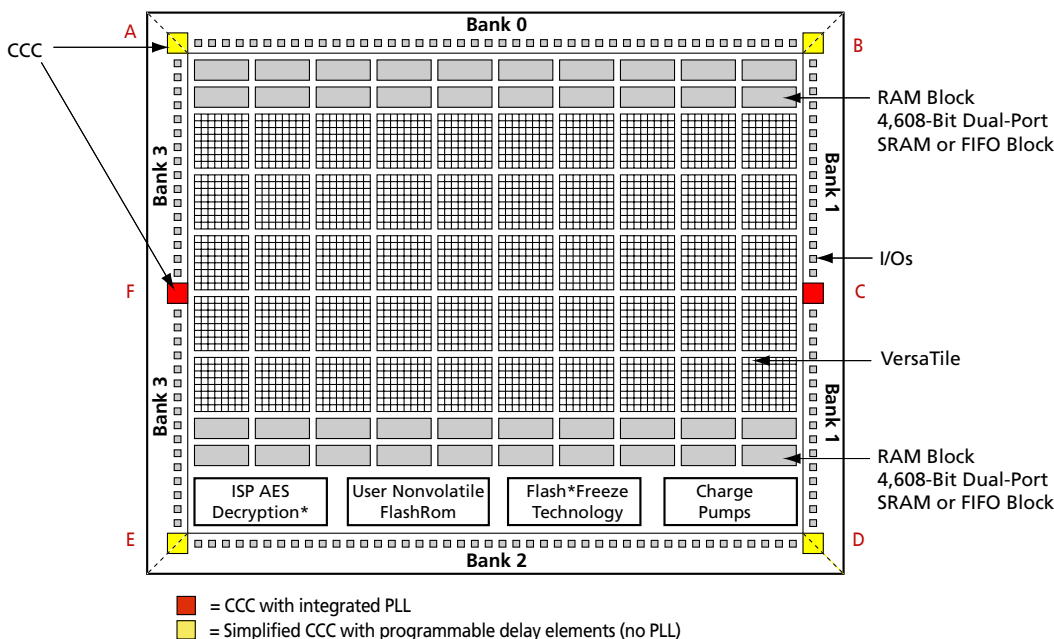 Bank 0
A
B
CCC
RAM Block
4,608-Bit Dual-Port
SRAM or FIFO Block
Bank 3
Bank 1
I/Os
F
C
VersaTile
Bank 3
Bank 1
RAM Block
4,608-Bit Dual-Port
SRAM or FIFO Block
ISP AES
Decryption*
User Nonvolatile
FlashRom
Flash*Freeze
Technology
Charge
Pumps
E
D
Bank 2
= CCC with integrated PLL
= Simplified CCC with programmable delay elements (no PLL)